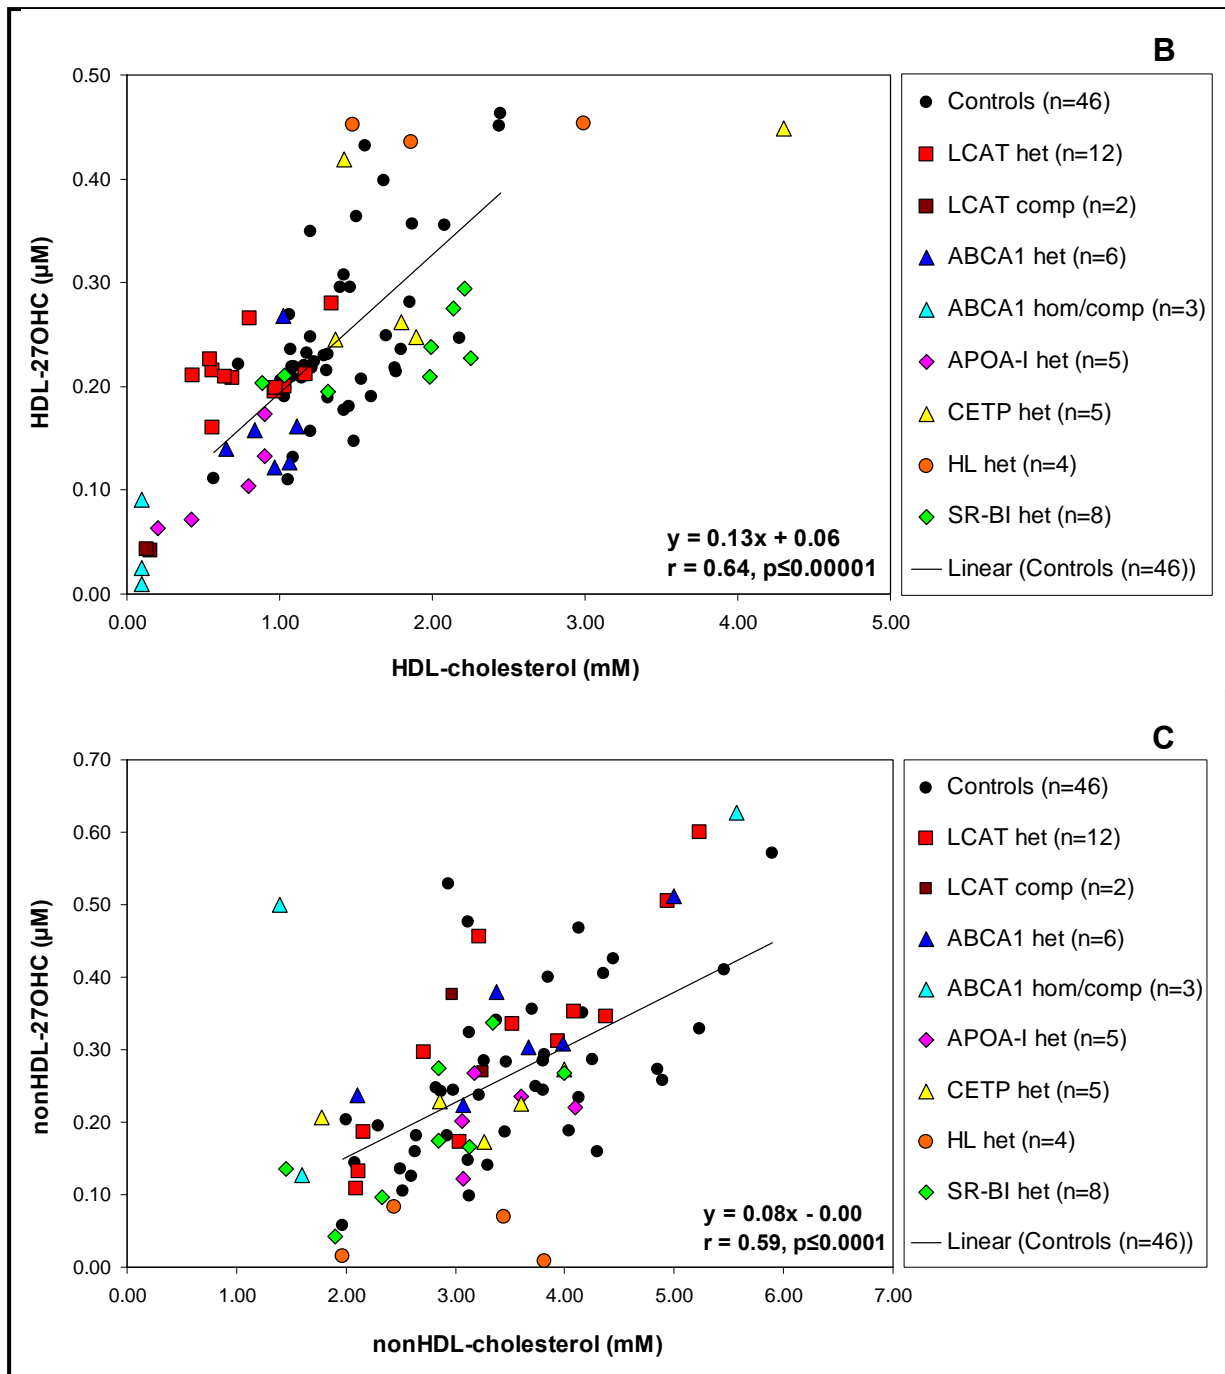 B
0.50
0.40
0.30
0.20
0.10
0.00
HDL-27OHC (µM)
0.00 1.00 2.00 3.00 4.00 5.00
HDL-cholesterol (mM)
y = 0.13x + 0.06
r = 0.64, p≤0.00001
Controls (n=46)
LCAT het (n=12)
LCAT comp (n=2)
ABCA1 het (n=6)
ABCA1 hom/comp (n=3)
APOA-I het (n=5)
CETP het (n=5)
HL het (n=4)
SR-BI het (n=8)
Linear (Controls (n=46))
C
0.70
0.60
0.50
0.40
0.30
0.20
0.10
0.00
nonHDL-27OHC (µM)
0.00 1.00 2.00 3.00 4.00 5.00 6.00 7.00
nonHDL-cholesterol (mM)
y = 0.08x - 0.00
r = 0.59, p≤0.0001
Controls (n=46)
LCAT het (n=12)
LCAT comp (n=2)
ABCA1 het (n=6)
ABCA1 hom/comp (n=3)
APOA-I het (n=5)
CETP het (n=5)
HL het (n=4)
SR-BI het (n=8)
Linear (Controls (n=46))